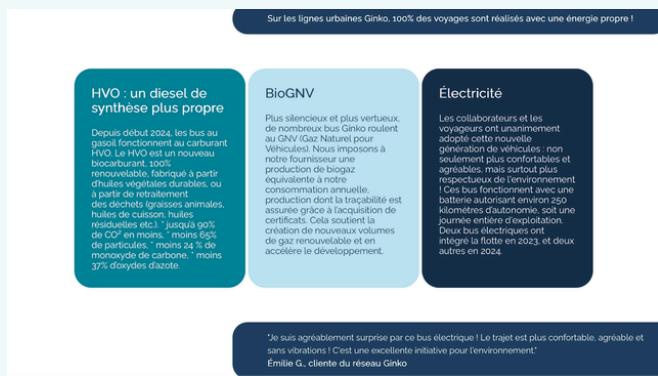 Sur les lignes urbaines Ginko, 100% des voyages sont réalisés avec une énergie propre !
HVO : un diesel de
synthèse plus propre
Depuis début 2024, les bus au
gasoil fonctionnent au carburant
HVO. Le HVO est un nouveau
biocarburant, 100%
renouvelable, fabriqué à partir
d'huiles végétales durables, ou
à partir de retraitement
des déchets (graisses animales,
huiles de cuisson, huiles
résiduelles etc.). * jusqu'à 90%
de CO² en moins, * moins 65%
de particules, * moins 24 % de
monoxyde de carbone, * moins
37% d'oxydes d'azote.
BioGNV
Plus silencieux et plus vertueux,
de nombreux bus Ginko roulent
au GNV (Gaz Naturel pour
Véhicules). Nous imposons à
notre fournisseur une
production de biogaz
équivalente à notre
consommation annuelle,
production dont la traçabilité est
assurée grâce à l'acquisition de
certificats. Cela soutient la
création de nouveaux volumes
de gaz renouvelable et en
accélère le développement.
Électricité
Les collaborateurs et les
voyageurs ont unanimement
adopté cette nouvelle
génération de véhicules : non
seulement plus confortables et
agréables, mais surtout plus
respectueux de l'environnement
! Ces bus fonctionnent avec une
batterie autorisant environ 250
kilomètres d'autonomie, soit une
journée entière d'exploitation.
Deux bus électriques ont
intégré la flotte en 2023, et deux
autres en 2024.
"Je suis agréablement surprise par ce bus électrique ! Le trajet est plus confortable, agréable et
sans vibrations ! C'est une excellente initiative pour l'environnement."
Émilie G., cliente du réseau Ginko